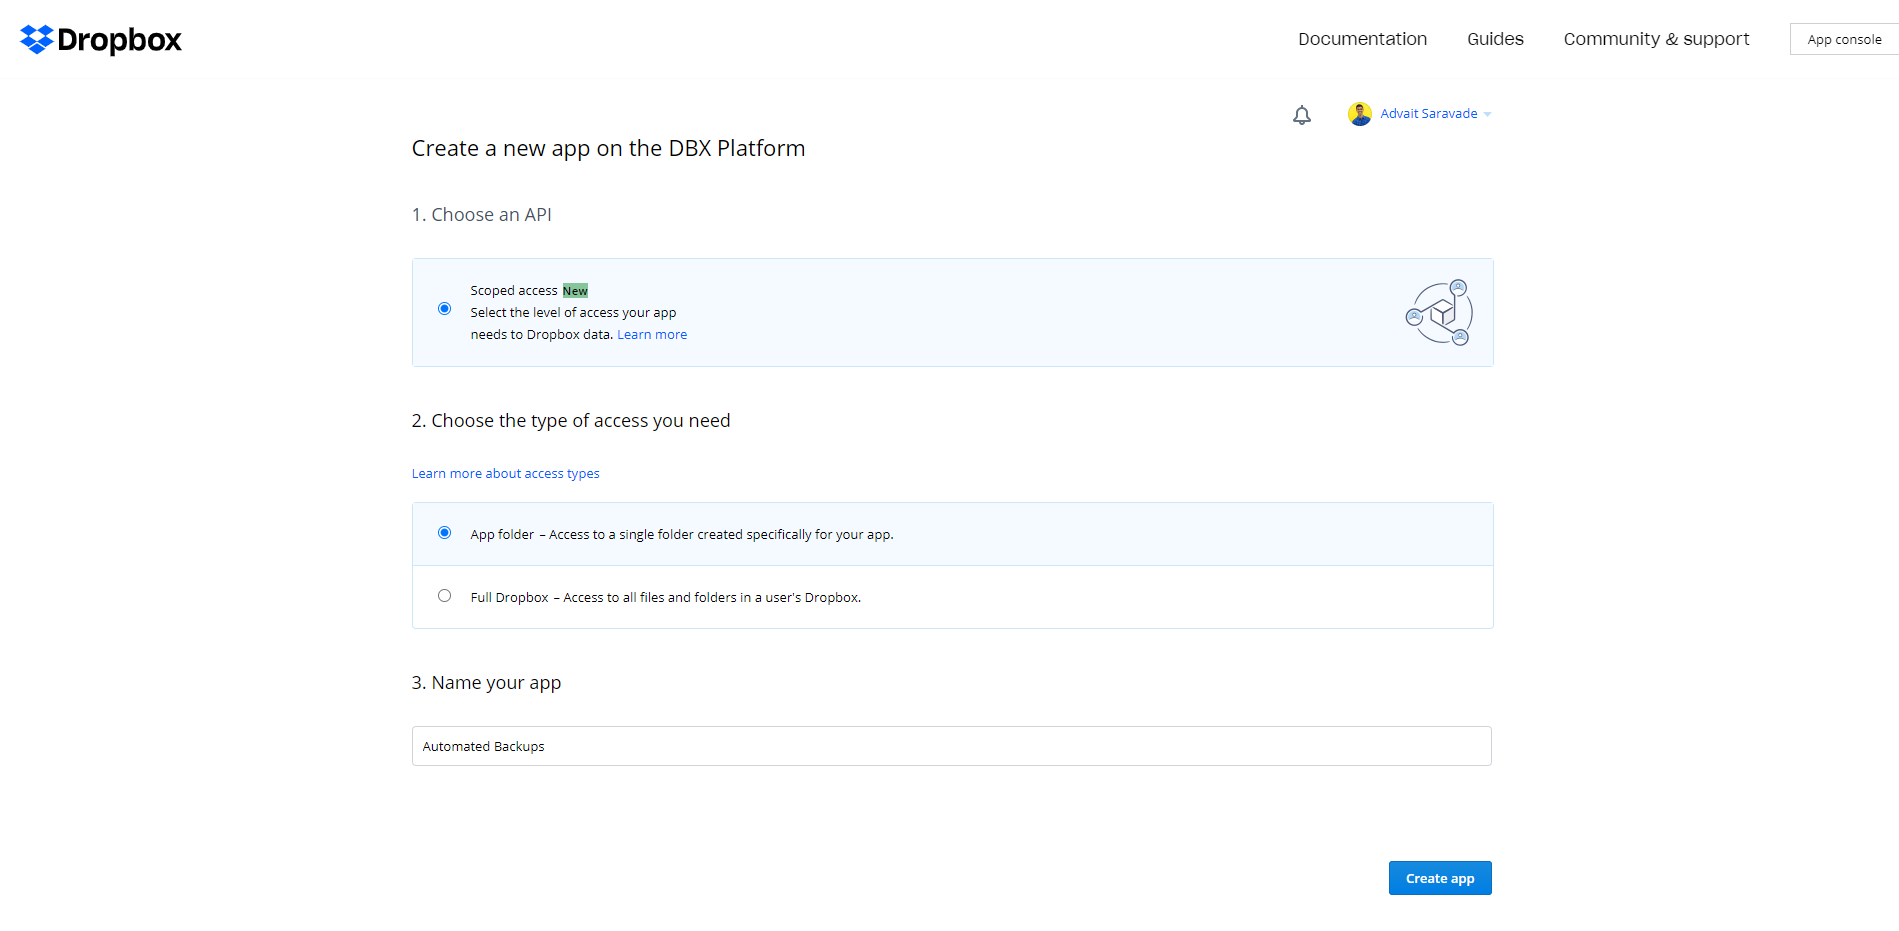 Dropbox
Documentation
Guides
Community & support
App console
Advait Saravade
Create a new app on the DBX Platform
1. Choose an API
Scoped access New
Select the level of access your app
needs to Dropbox data. Learn more
2. Choose the type of access you need
Learn more about access types
App folder – Access to a single folder created specifically for your app.
Full Dropbox – Access to all files and folders in a user's Dropbox.
3. Name your app
Automated Backups
Create app